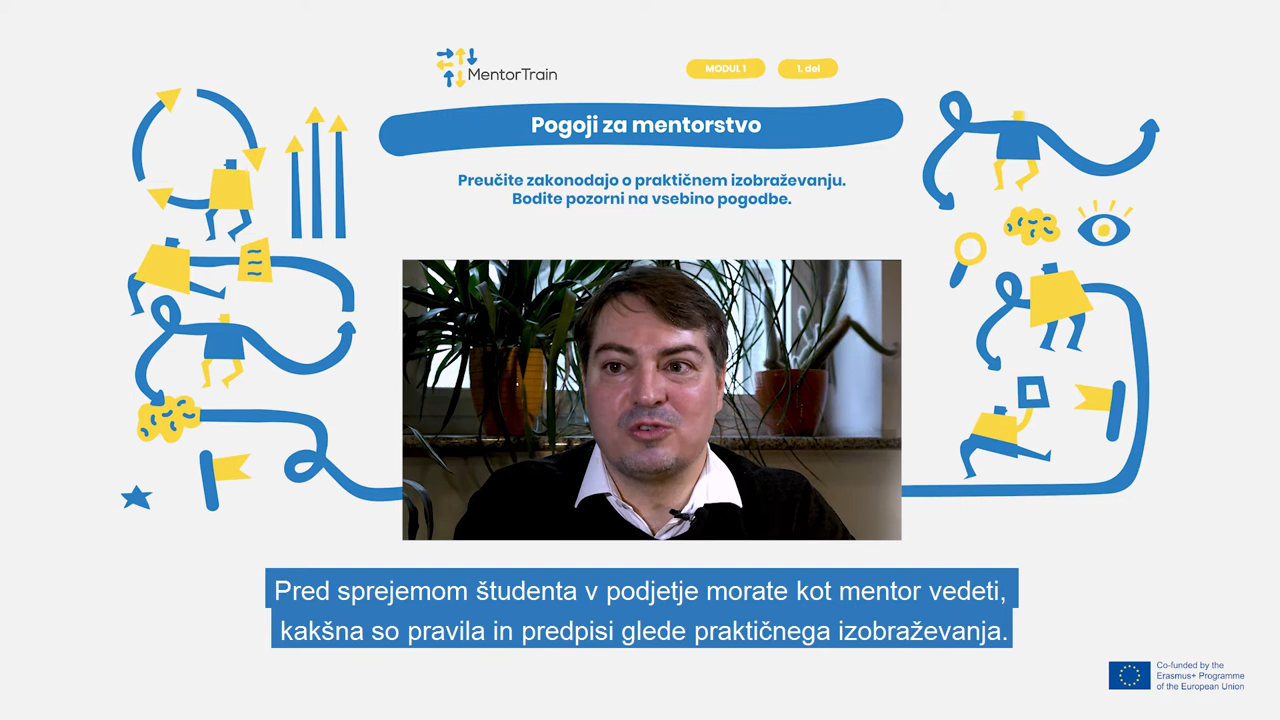 MentorTrain
MODUL 1
1. del
Pogoji za mentorstvo
Preučite zakonodajo o praktičnem izobraževanju.
Bodite pozorni na vsebino pogodbe.
Pred sprejemom študenta v podjetje morate kot mentor vedeti,
kakšna so pravila in predpisi glede praktičnega izobraževanja.
Co-funded by the
Erasmus+ Programme
of the European Union